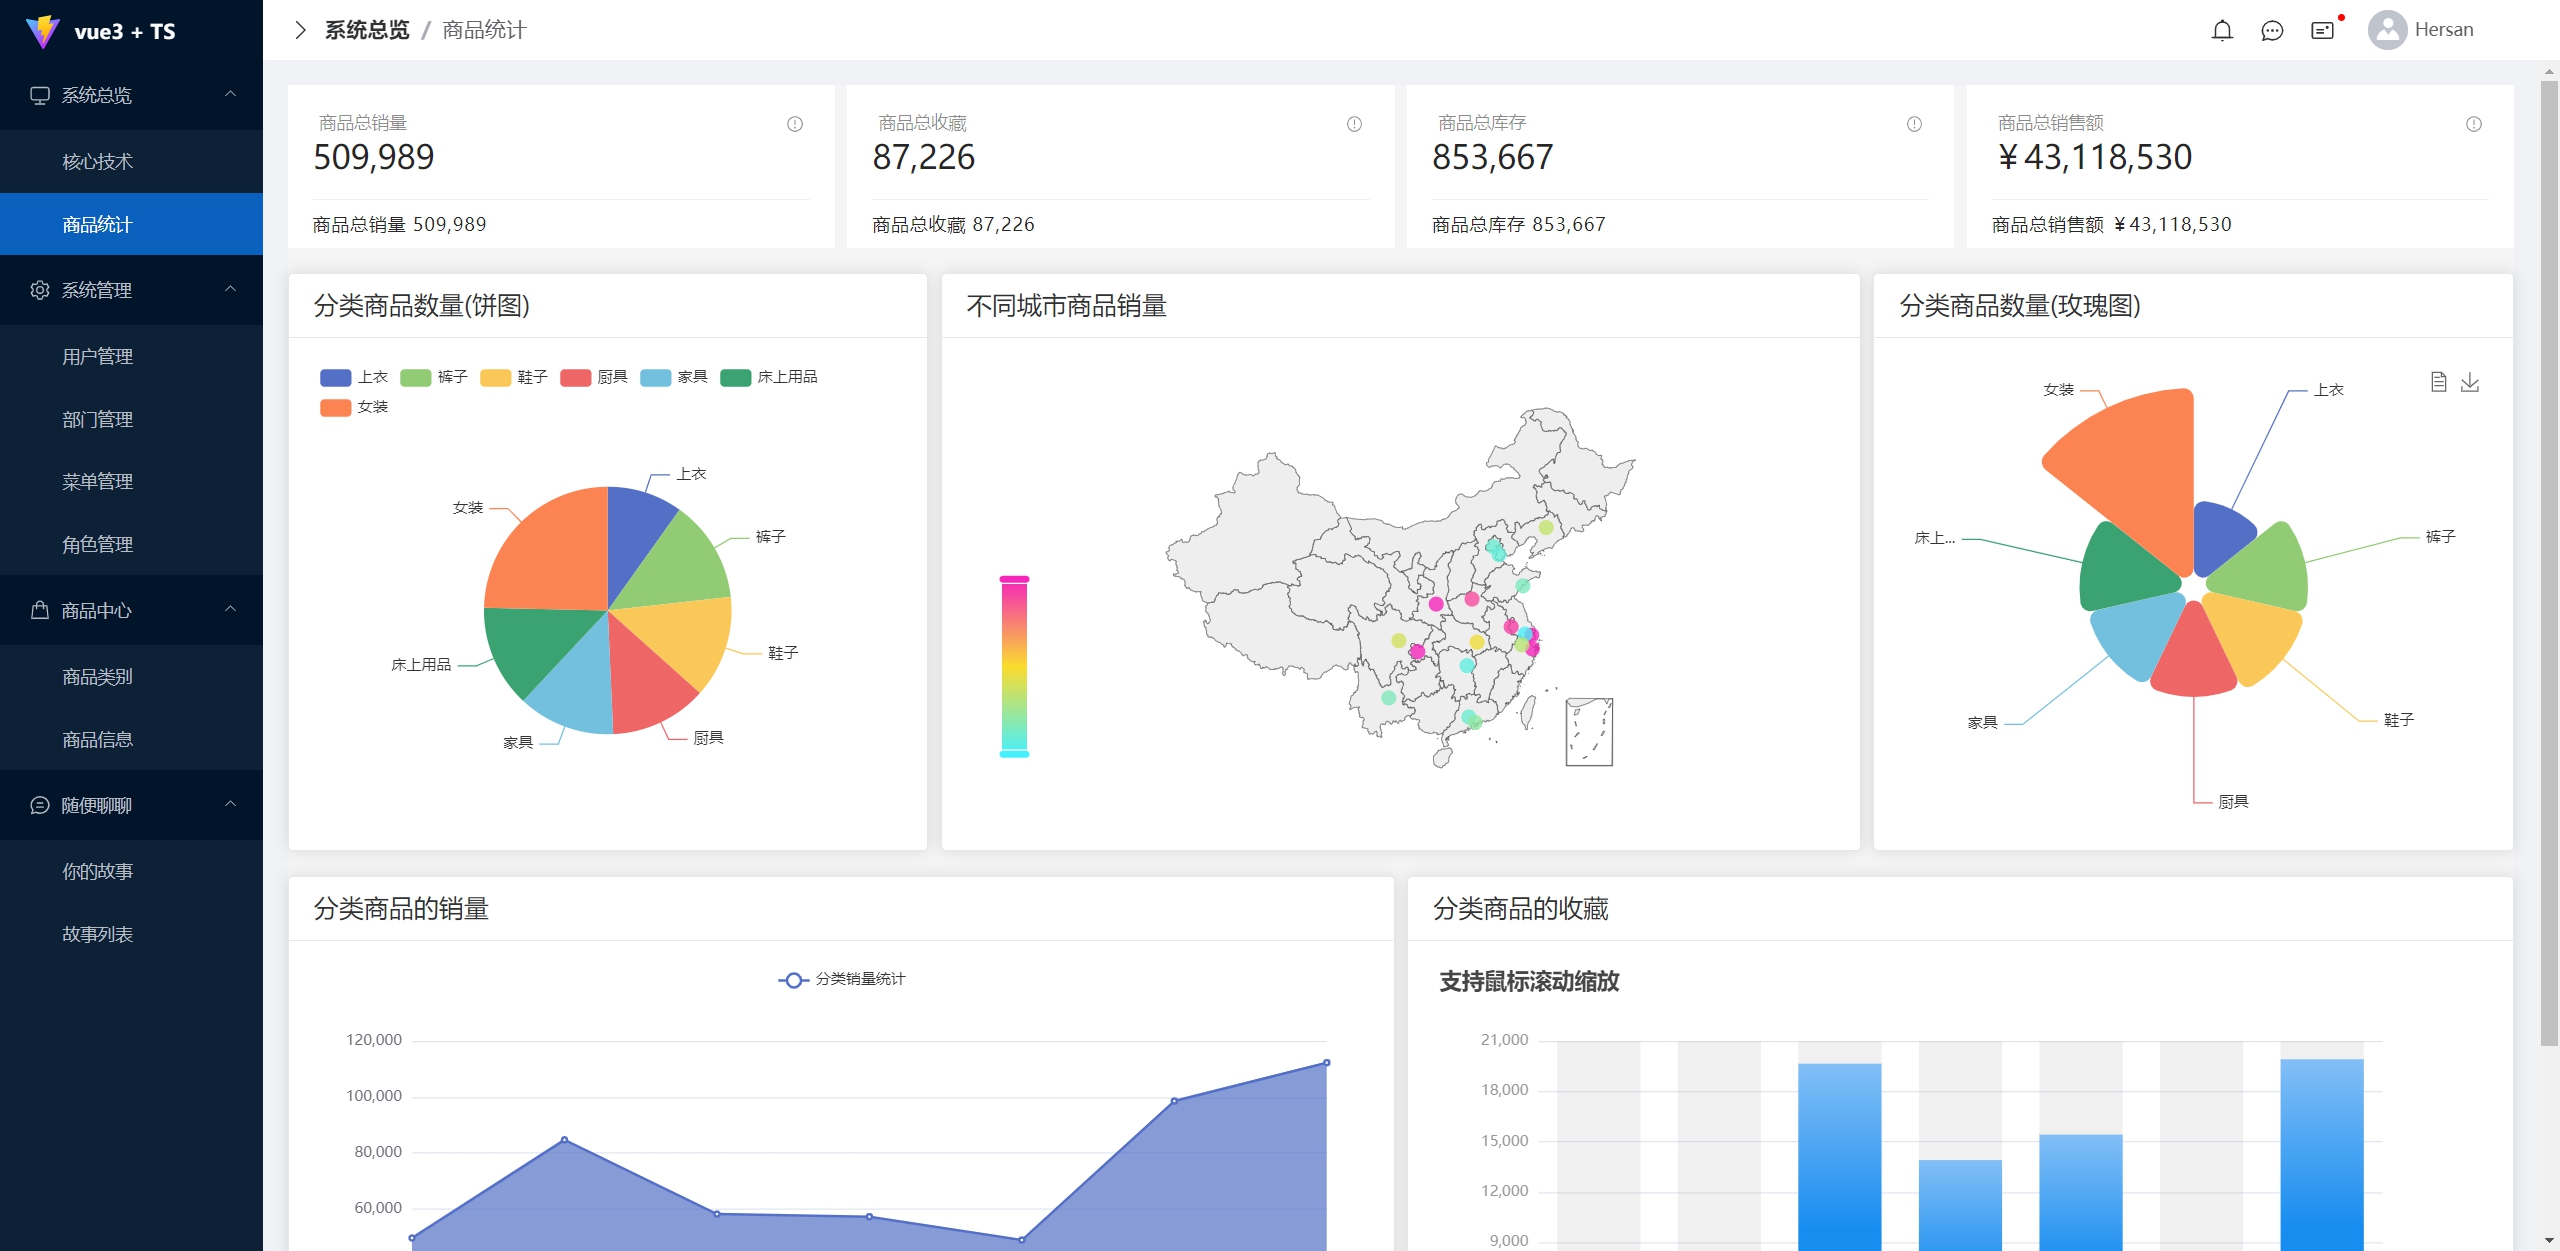 vue3 + TS
系统总览
核心技术
商品统计
系统管理
用户管理
部门管理
菜单管理
角色管理
商品中心
商品类别
商品信息
随便聊聊
你的故事
故事列表
系统总览 / 商品统计
Hersan
商品总销量
509,989
商品总销量 509,989
商品总收藏
87,226
商品总收藏 87,226
商品总库存
853,667
商品总库存 853,667
商品总销售额
¥ 43,118,530
商品总销售额 ¥ 43,118,530
分类商品数量(饼图)
上衣 裤子 鞋子 厨具 家具 床上用品
女装
上衣
女装
裤子
鞋子
床上用品
厨具
家具
不同城市商品销量
分类商品数量(玫瑰图)
女装
上衣
床上...
裤子
家具
鞋子
厨具
分类商品的销量
分类销量统计
120,000
100,000
80,000
60,000
分类商品的收藏
支持鼠标滚动缩放
21,000
18,000
15,000
12,000
9,000